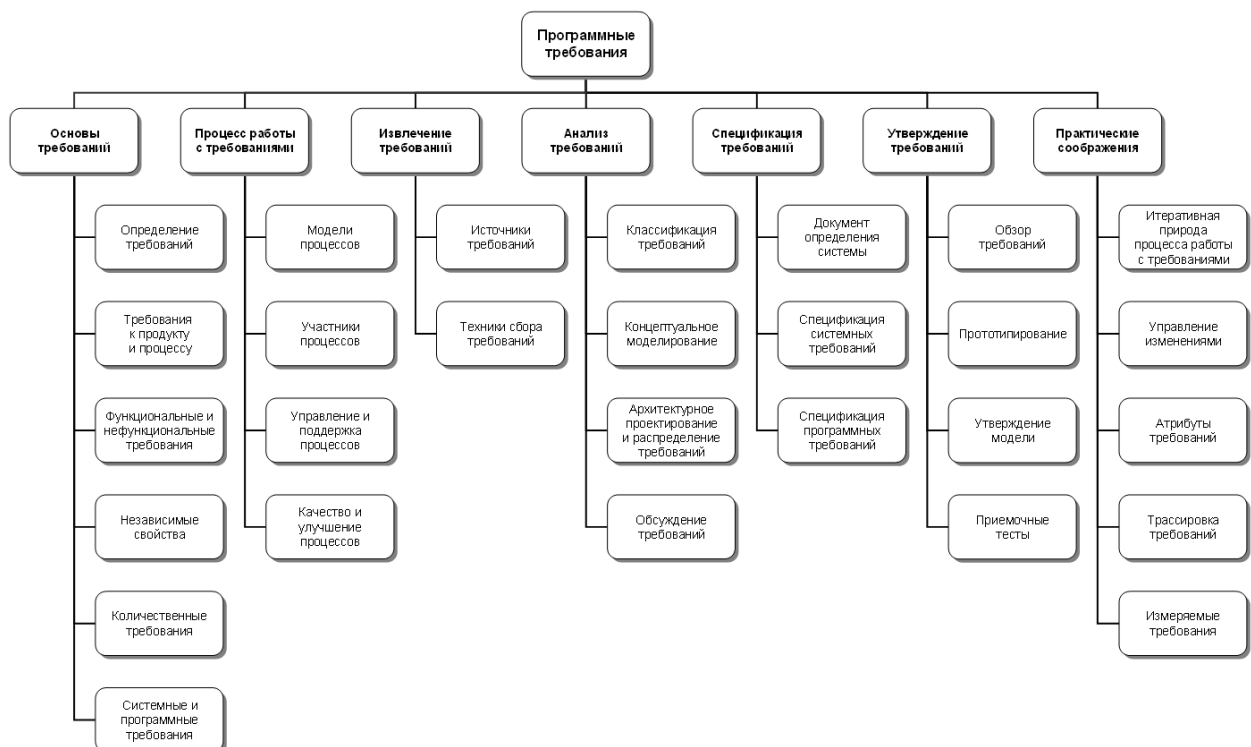 Программные
требования
Основы
требований
Процесс работы
с требованиями
Извлечение
требований
Анализ
требований
Спецификация
требований
Утверждение
требований
Практические
соображения
Определение
требований
Требования
к продукту
и процессу
Функциональные и
нефункциональные
требования
Независимые
свойства
Количественные
требования
Системные и
программные
требования
Модели
процессов
Участники
процессов
Управление и
поддержка
процессов
Качество и
улучшение
процессов
Источники
требований
Техники сбора
требований
Классификация
требований
Концептуальное
моделирование
Архитектурное
проектирование
и распределение
требований
Обсуждение
требований
Документ
определения
системы
Спецификация
системных
требований
Спецификация
программных
требований
Обзор
требований
Прототипирование
Утверждение
модели
Приемочные
тесты
Итеративная
природа
процесса работы
с требованиями
Управление
изменениями
Атрибуты
требований
Трассировка
требований
Измеряемые
требования